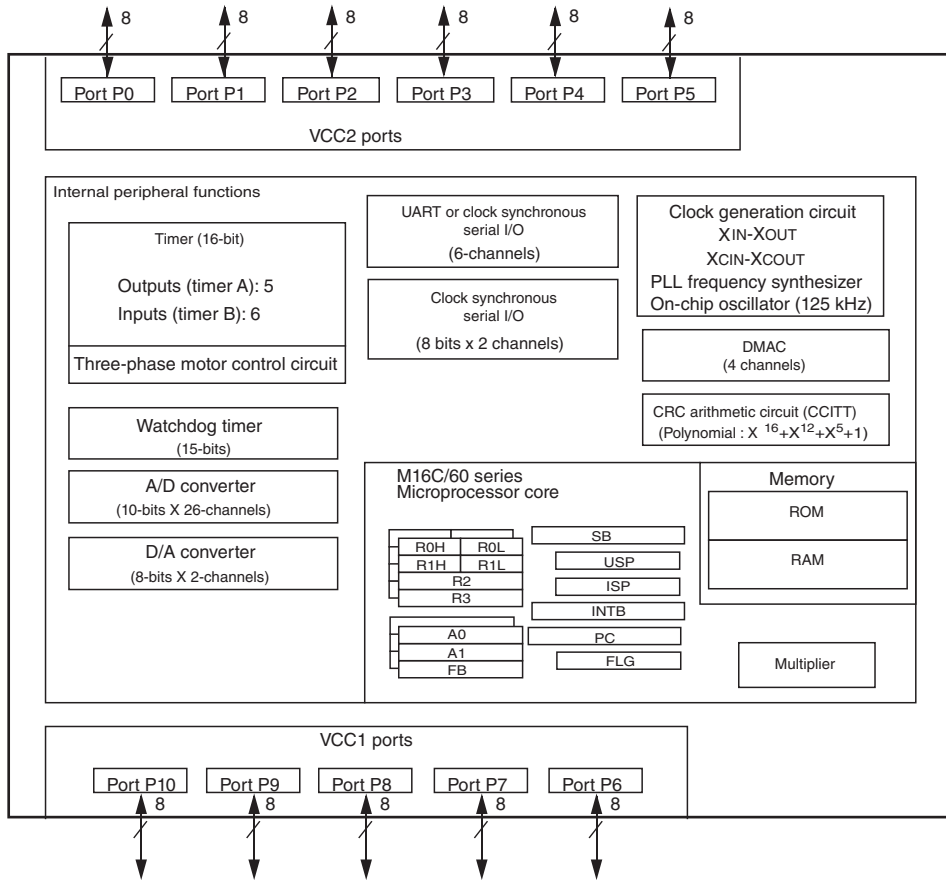 8 8 8 8 8 8
Port P0 Port P1 Port P2 Port P3 Port P4 Port P5
VCC2 ports
Internal peripheral functions
Timer (16-bit)
Outputs (timer A): 5
Inputs (timer B): 6
Three-phase motor control circuit
UART or clock synchronous
serial I/O
(6-channels)
Clock synchronous
serial I/O
(8 bits x 2 channels)
Clock generation circuit
XIN-XOUT
XCIN-XCOUT
PLL frequency synthesizer
On-chip oscillator (125 kHz)
DMAC
(4 channels)
CRC arithmetic circuit (CCITT)
(Polynomial : X 16+X12+X5+1)
Watchdog timer
(15-bits)
A/D converter
(10-bits X 26-channels)
D/A converter
(8-bits X 2-channels)
M16C/60 series
Microprocessor core
R0H R0L
R1H R1L
R2
R3
A0
A1
FB
SB
USP
ISP
INTB
PC
FLG
Memory
ROM
RAM
Multiplier
VCC1 ports
Port P10 Port P9 Port P8 Port P7 Port P6
8 8 8 8 8